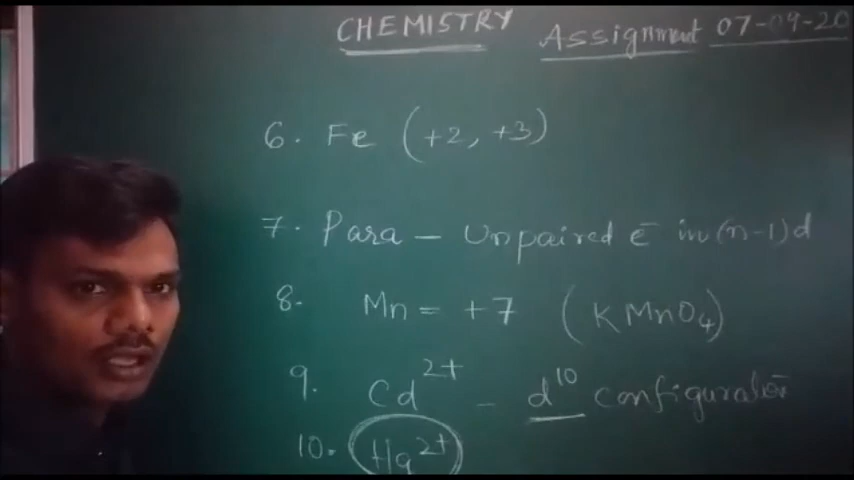 CHEMISTRY Assignment 07-09-20
6. Fe (+2, +3)
7. Para – Unpaired e⁻ in (n-1)d
8. Mn = +7 (KMnO₄)
9. Cd²⁺ – d¹⁰ configuration
10. Hg²⁺